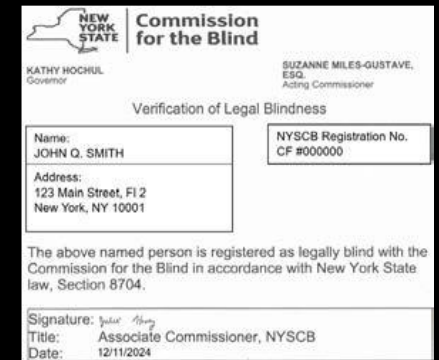 NEW
YORK
STATE
Commission
for the Blind
KATHY HOCHUL
Governor
SUZANNE MILES-GUSTAVE,
ESQ.
Acting Commissioner
Verification of Legal Blindness
Name:
JOHN Q. SMITH
NYSCB Registration No.
CF #000000
Address:
123 Main Street, Fl 2
New York, NY 10001
The above named person is registered as legally blind with the
Commission for the Blind in accordance with New York State
law, Section 8704.
Signature:
Title: Associate Commissioner, NYSCB
Date: 12/11/2024